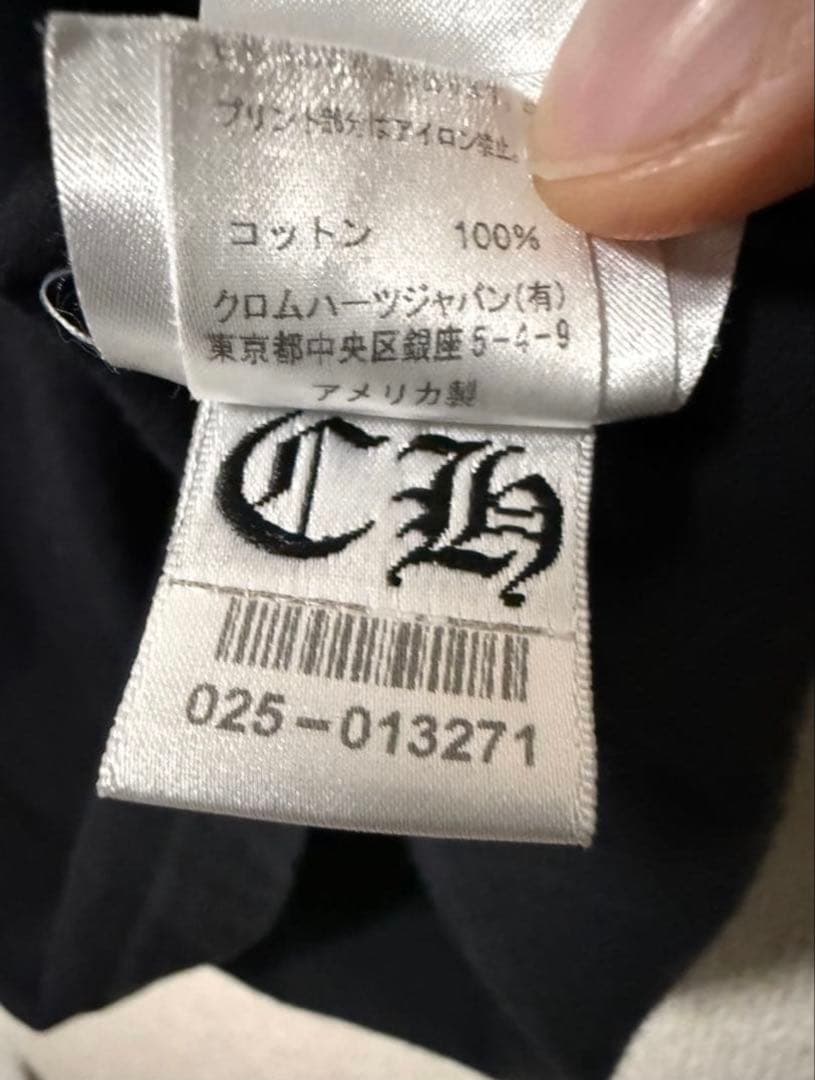 プリント部分はアイロン禁止。
コットン 100%
クロムハーツジャパン(有)
東京都中央区銀座5-4-9
アメリカ製
CH
025-013271